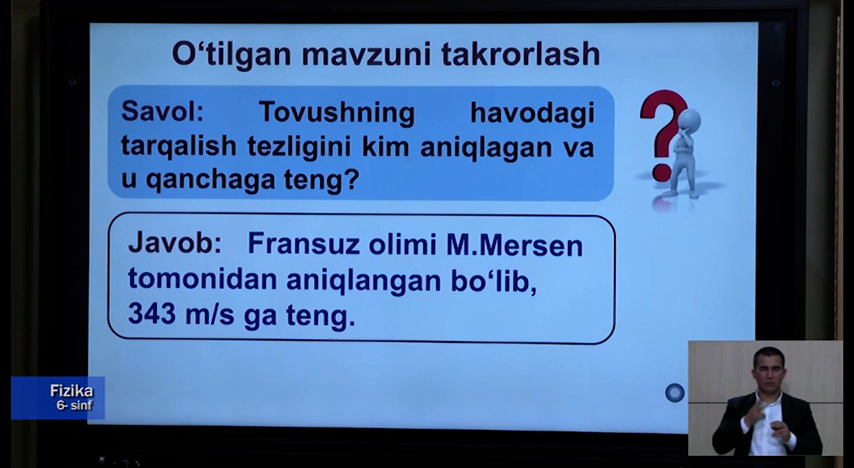 O‘tilgan mavzuni takrorlash
Savol: Tovushning havodagi
tarqalish tezligini kim aniqlagan va
u qanchaga teng?
Javob: Fransuz olimi M.Mersen
tomonidan aniqlangan bo‘lib,
343 m/s ga teng.
Fizika
6- sinf